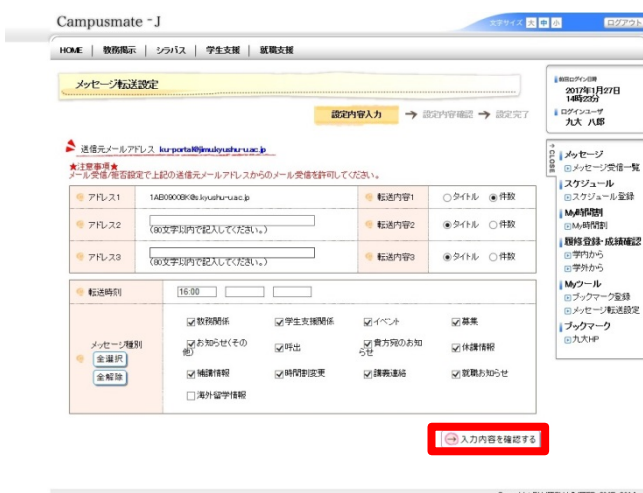 Campusmate -J
文字サイズ 大 中 小 ログアウト
HOME | 教務掲示 | シラバス | 学生支援 | 就職支援
メッセージ転送設定
設定内容入力 → 設定内容確認 → 設定完了
送信元メールアドレス ku-portal@jimu.kyushu-u.ac.jp
★注意事項★
メール受信/拒否設定で上記の送信元メールアドレスからのメール受信を許可してください。
アドレス1 1AB09008K@s.kyushu-u.ac.jp 転送内容1 タイトル 件数
アドレス2 (60文字以内で記入してください。) 転送内容2 タイトル 件数
アドレス3 (60文字以内で記入してください。) 転送内容3 タイトル 件数
転送時刻 16:00
メッセージ種別
全選択
全解除
教務関係 学生支援関係 イベント 募集
お知らせ(その他) 呼出 貴方宛のお知らせ 休講情報
補講情報 時間割変更 講義連絡 就職お知らせ
海外留学情報
入力内容を確認する
前回ログイン日時
2017年1月27日
14時23分
ログインユーザ
九大 八郎
CLOSE
メッセージ
メッセージ受信一覧
スケジュール
スケジュール登録
My時間割
My時間割
履修登録・成績確認
学内から
学外から
Myツール
ブックマーク登録
メッセージ転送設定
ブックマーク
九大HP